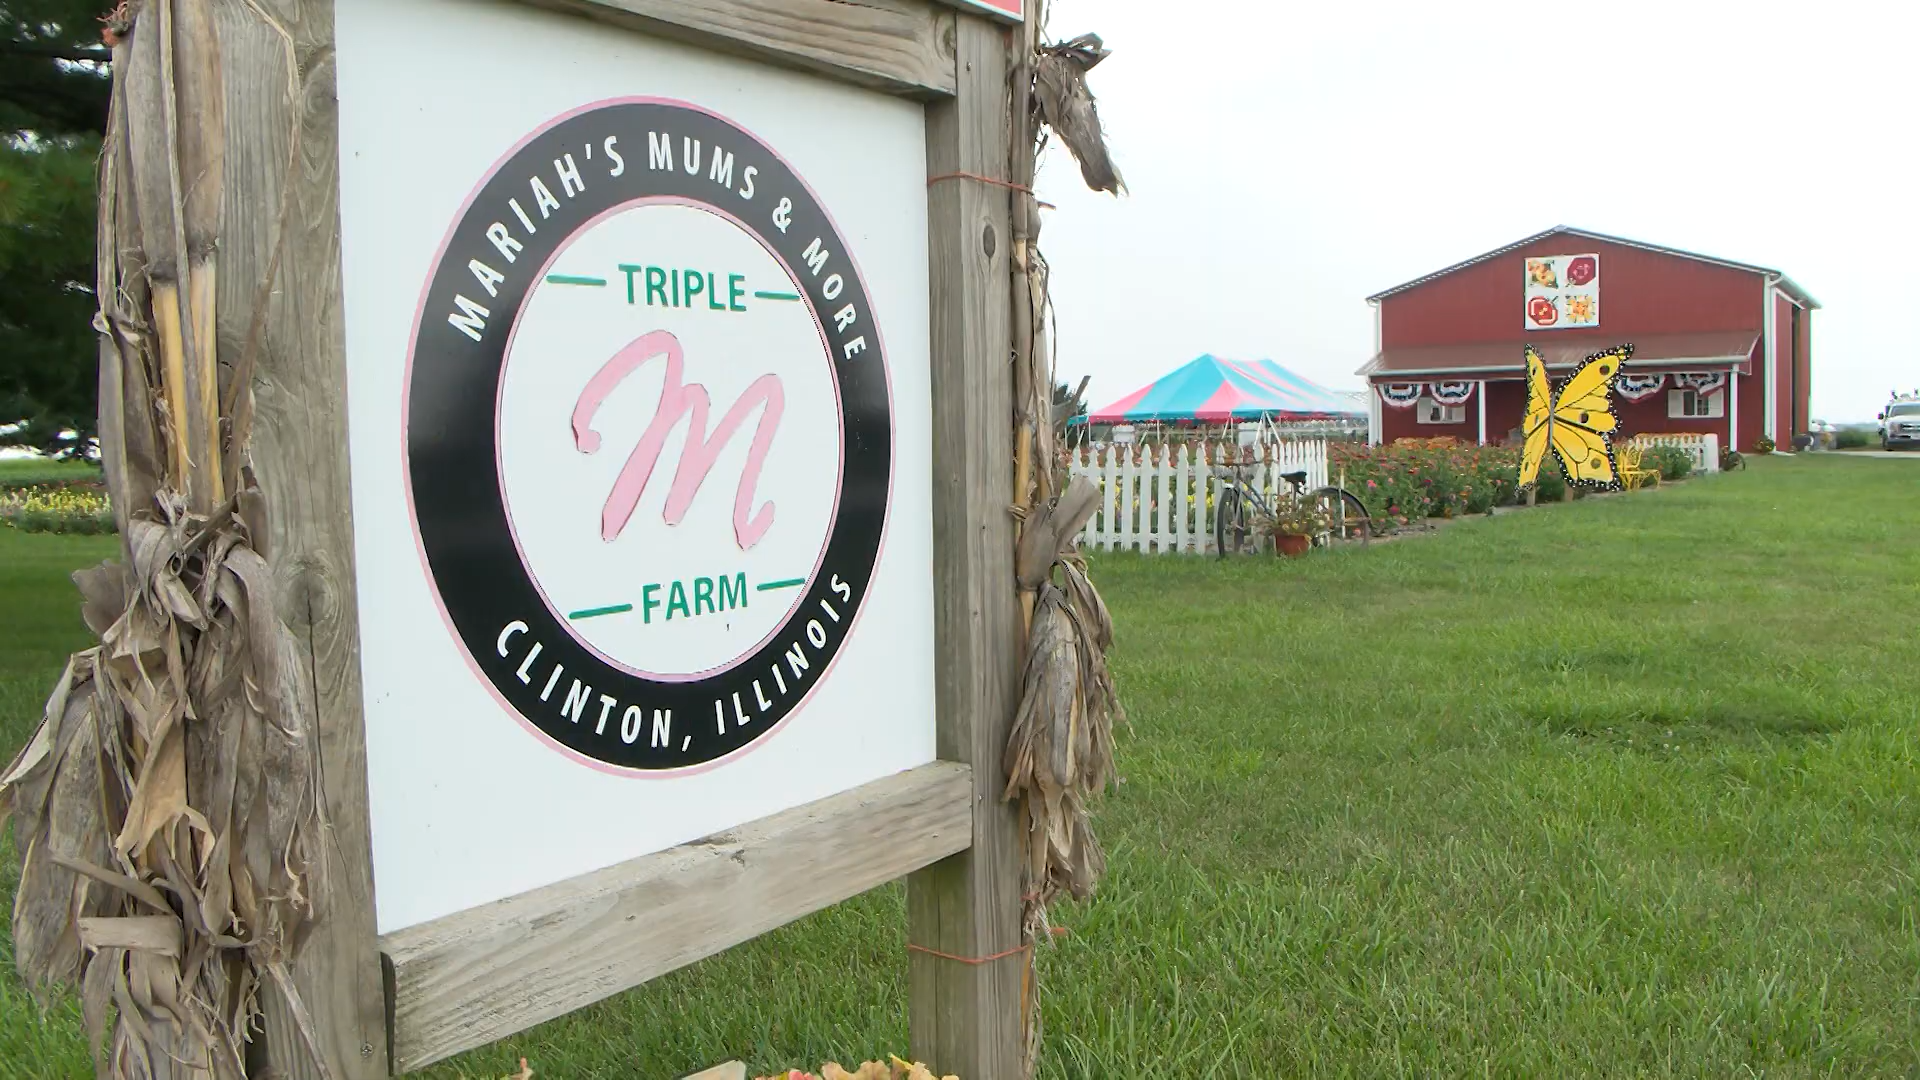 MARIAH'S MUMS & MORE
TRIPLE
M
FARM
CLINTON, ILLINOIS